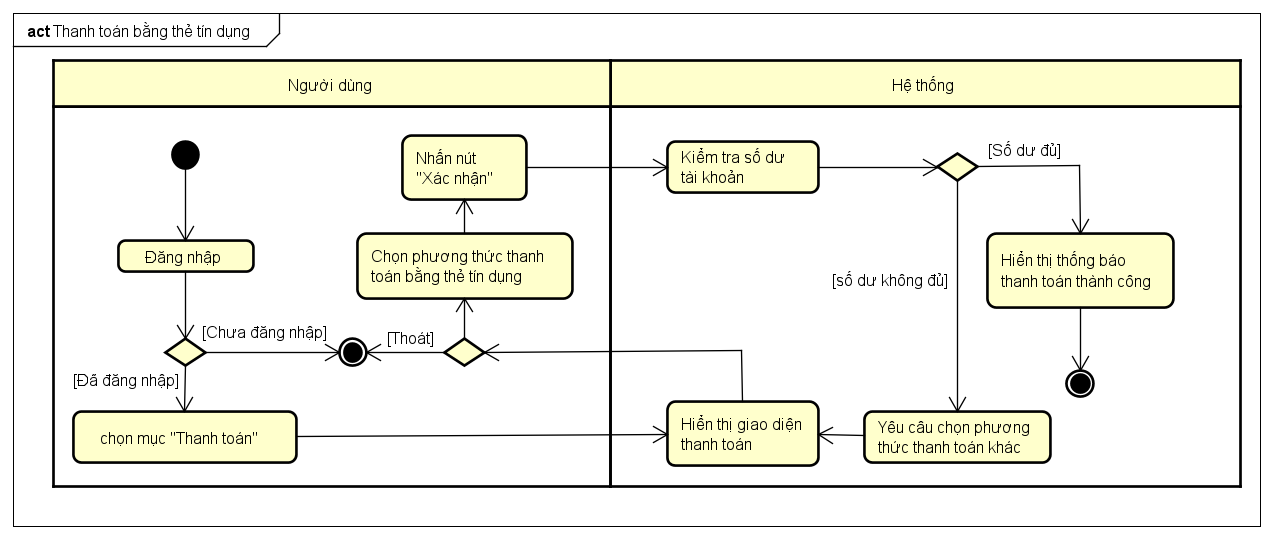 act Thanh toán bằng thẻ tín dụng
Người dùng
Hệ thống
Nhấn nút
"Xác nhận"
Kiểm tra số dư
tài khoản
[Số dư đủ]
Đăng nhập
Chọn phương thức thanh
toán bằng thẻ tín dụng
Hiển thị thống báo
thanh toán thành công
[số dư không đủ]
[Chưa đăng nhập]
[Thoát]
[Đã đăng nhập]
chọn mục "Thanh toán"
Hiển thị giao diện
thanh toán
Yêu câu chọn phương
thức thanh toán khác